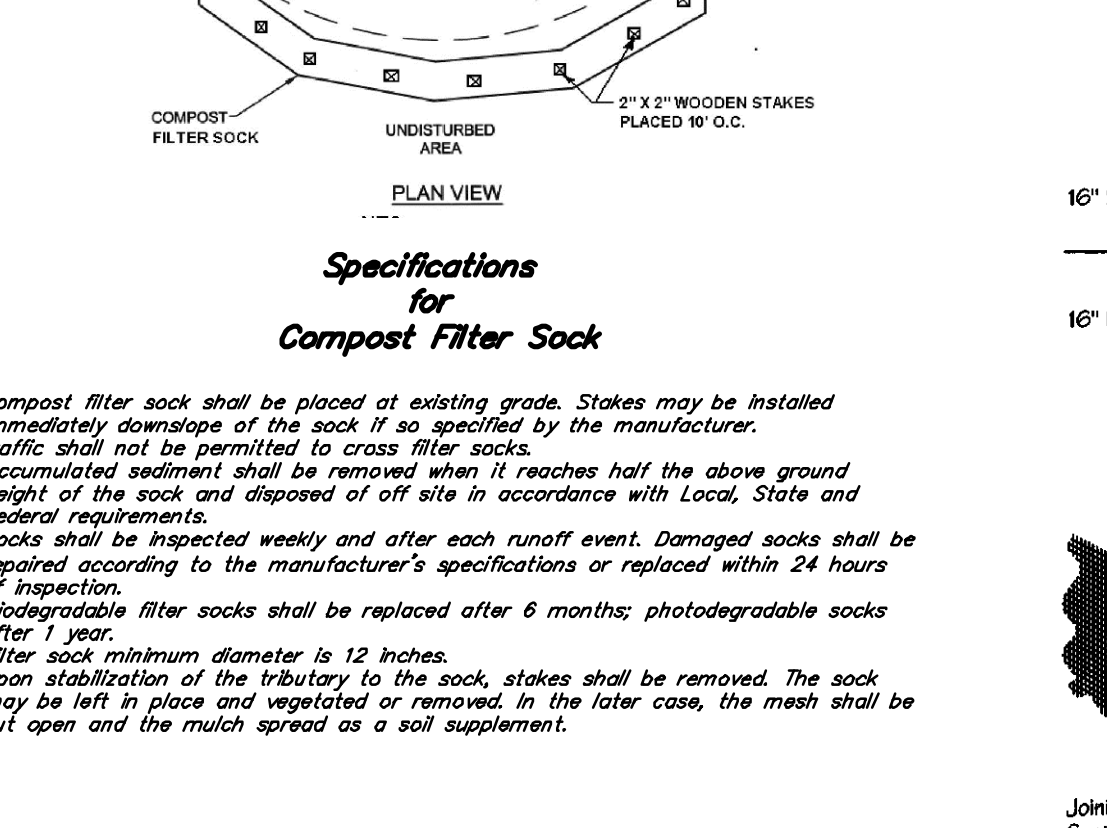 COMPOST
FILTER SOCK
UNDISTURBED
AREA
2" X 2" WOODEN STAKES
PLACED 10' O.C.
PLAN VIEW
Specifications
for
Compost Filter Sock
ompost filter sock shall be placed at existing grade. Stakes may be installed
mmediately downslope of the sock if so specified by the manufacturer.
affic shall not be permitted to cross filter socks.
ccumulated sediment shall be removed when it reaches half the above ground
eight of the sock and disposed of off site in accordance with Local, State and
ederal requirements.
ocks shall be inspected weekly and after each runoff event. Damaged socks shall be
epaired according to the manufacturer's specifications or replaced within 24 hours
f inspection.
iodegradable filter socks shall be replaced after 6 months; photodegradable socks
fter 1 year.
ilter sock minimum diameter is 12 inches.
pon stabilization of the tributary to the sock, stakes shall be removed. The sock
may be left in place and vegetated or removed. In the later case, the mesh shall be
ut open and the mulch spread as a soil supplement.
16"
16"
Joini